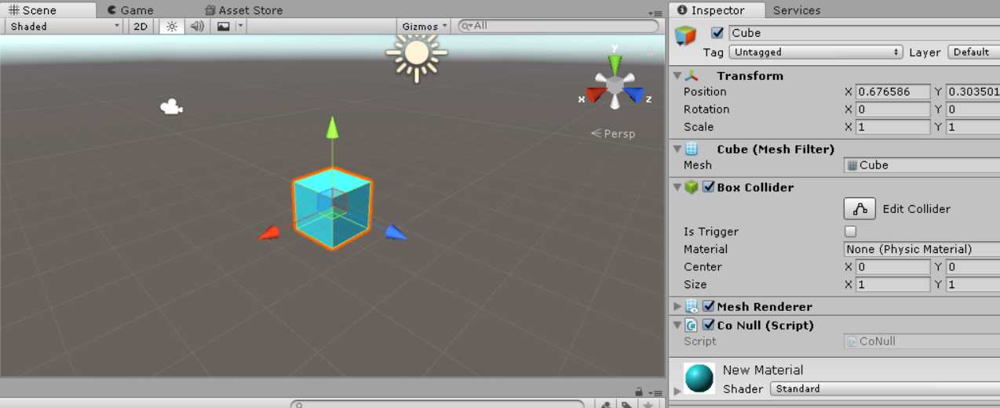 Scene Game Asset Store
Shaded 2D Gizmos All
y
x z
Persp
Inspector Services
Cube
Tag Untagged Layer Default
Transform
Position X 0.676586 Y 0.303501
Rotation X 0 Y 0
Scale X 1 Y 1
Cube (Mesh Filter)
Mesh Cube
Box Collider
Edit Collider
Is Trigger
Material None (Physic Material)
Center X 0 Y 0
Size X 1 Y 1
Mesh Renderer
C# Co Null (Script)
Script CoNull
New Material
Shader Standard